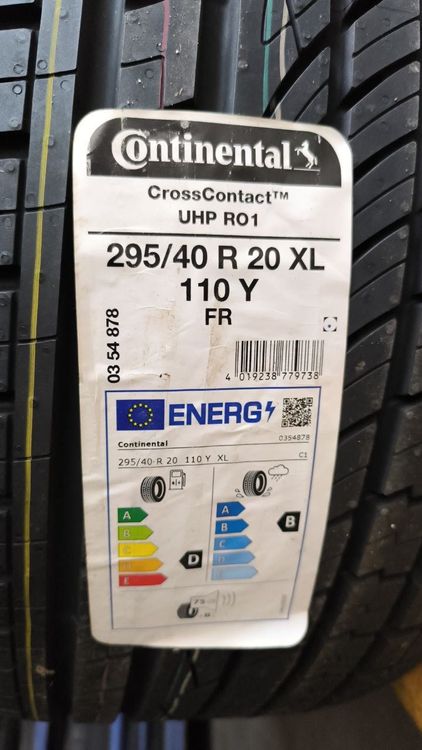 Continental
CrossContact™
UHP RO1
295/40 R 20 XL
110 Y
FR
03 54 878
4 019238 779738
ENERG
Continental
0354878
295/40 R 20 110 Y XL
C1
A
B
C
D
E
D
A
B
C
D
E
B